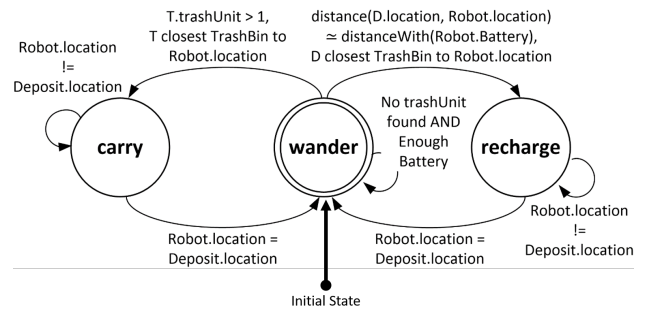 T.trashUnit > 1,
T closest TrashBin to
Robot.location
distance(D.location, Robot.location)
≃ distanceWith(Robot.Battery),
D closest TrashBin to Robot.location
Robot.location
!=
Deposit.location
No trashUnit
found AND
Enough
Battery
carry
wander
recharge
Robot.location
!=
Deposit.location
Robot.location =
Deposit.location
Robot.location =
Deposit.location
Initial State